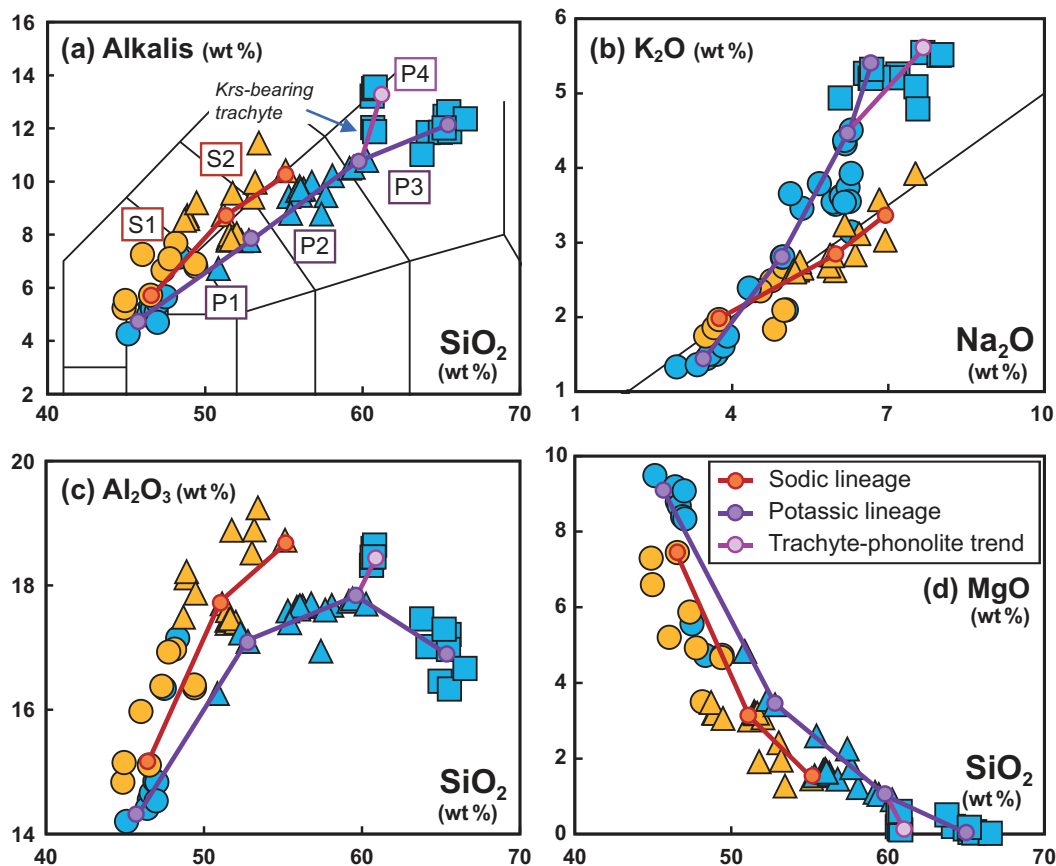 (a) Alkalis (wt %)
Krs-bearing
trachyte
P4
S2
S1
P3
P2
P1
SiO₂
(wt %)
16
14
12
10
8
6
4
2
40 50 60 70
(b) K₂O
(wt %)
Na₂O
(wt %)
6
5
4
3
2
1
1 4 7 10
(c) Al₂O₃ (wt %)
SiO₂
(wt %)
20
18
16
14
40 50 60 70
Sodic lineage
Potassic lineage
Trachyte-phonolite trend
(d) MgO
(wt %)
SiO₂
(wt %)
10
8
6
4
2
0
40 50 60 70